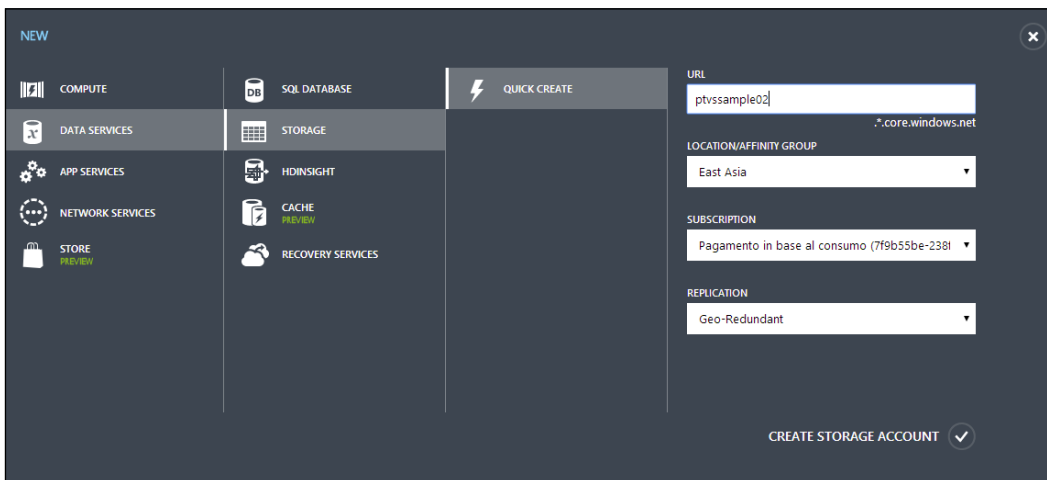 NEW
COMPUTE
DATA SERVICES
APP SERVICES
NETWORK SERVICES
STORE
PREVIEW
SQL DATABASE
STORAGE
HDINSIGHT
CACHE
PREVIEW
RECOVERY SERVICES
QUICK CREATE
URL
ptvssample02
.*.core.windows.net
LOCATION/AFFINITY GROUP
East Asia
SUBSCRIPTION
Pagamento in base al consumo (7f9b55be-238f
REPLICATION
Geo-Redundant
CREATE STORAGE ACCOUNT